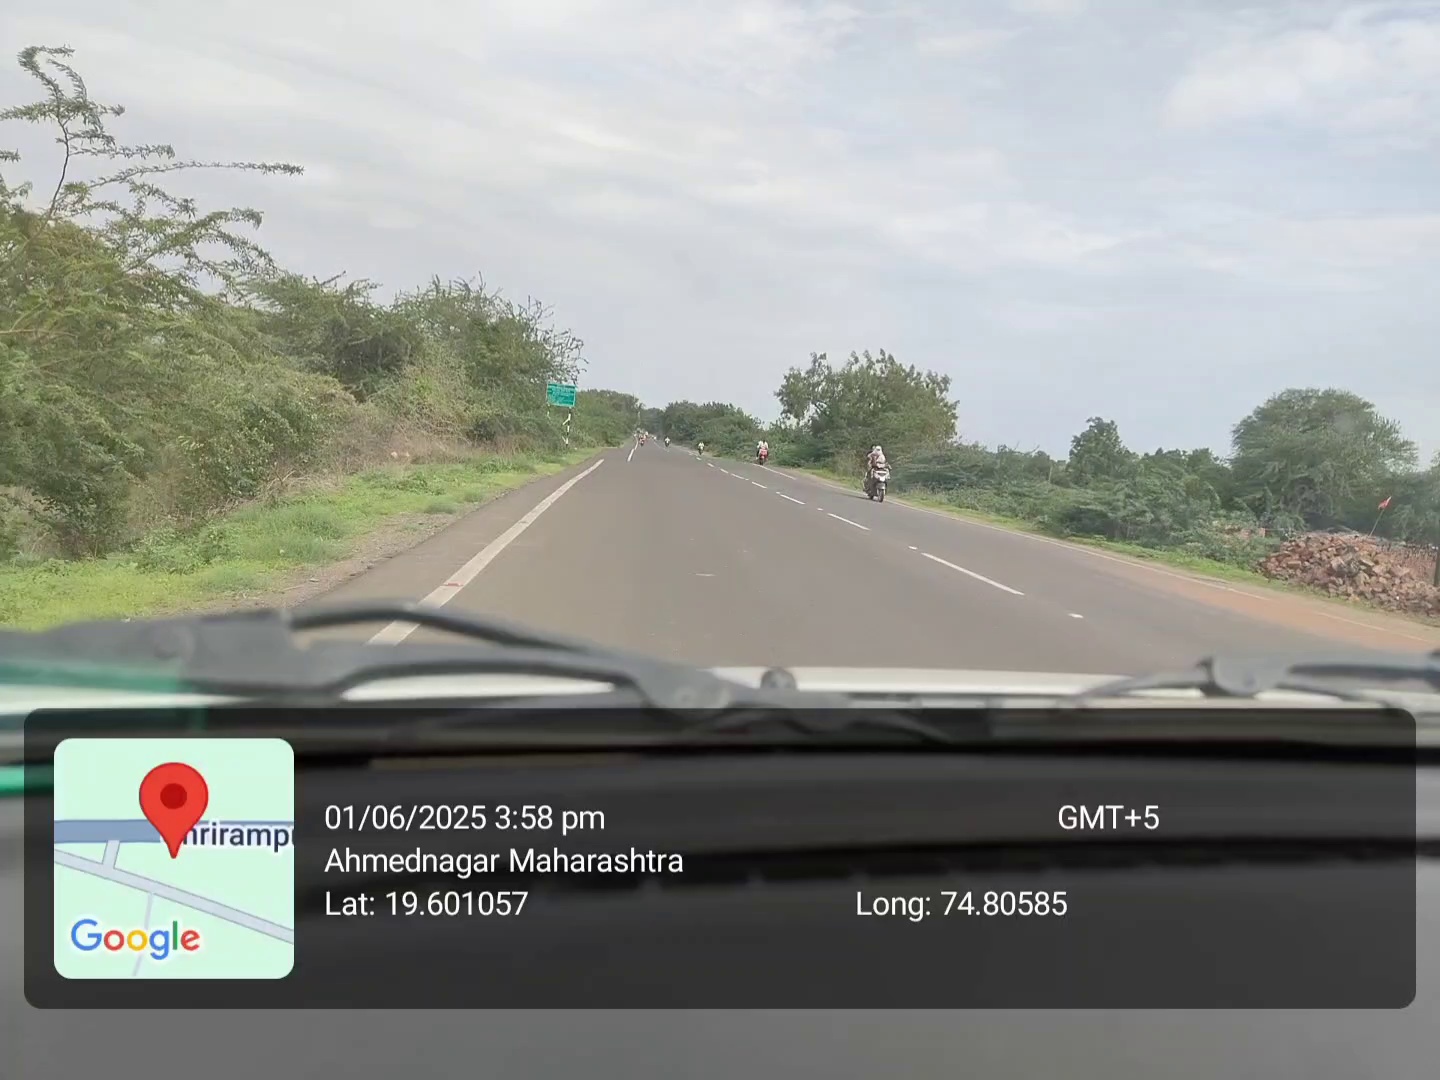 hrirampu
Google
01/06/2025 3:58 pm
GMT+5
Ahmednagar Maharashtra
Lat: 19.601057
Long: 74.80585